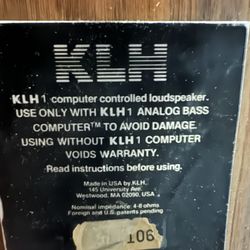 KLH
KLH 1 computer controlled loudspeaker.
USE ONLY WITH KLH 1 ANALOG BASS
COMPUTER™ TO AVOID DAMAGE.
USING WITHOUT KLH 1 COMPUTER
VOIDS WARRANTY.
Read instructions before using.
Made in USA by KLH,
145 University Ave.
Westwood, MA 02090, USA
Nominal impedance 4-8 ohms
Foreign and U.S. patents pending
106